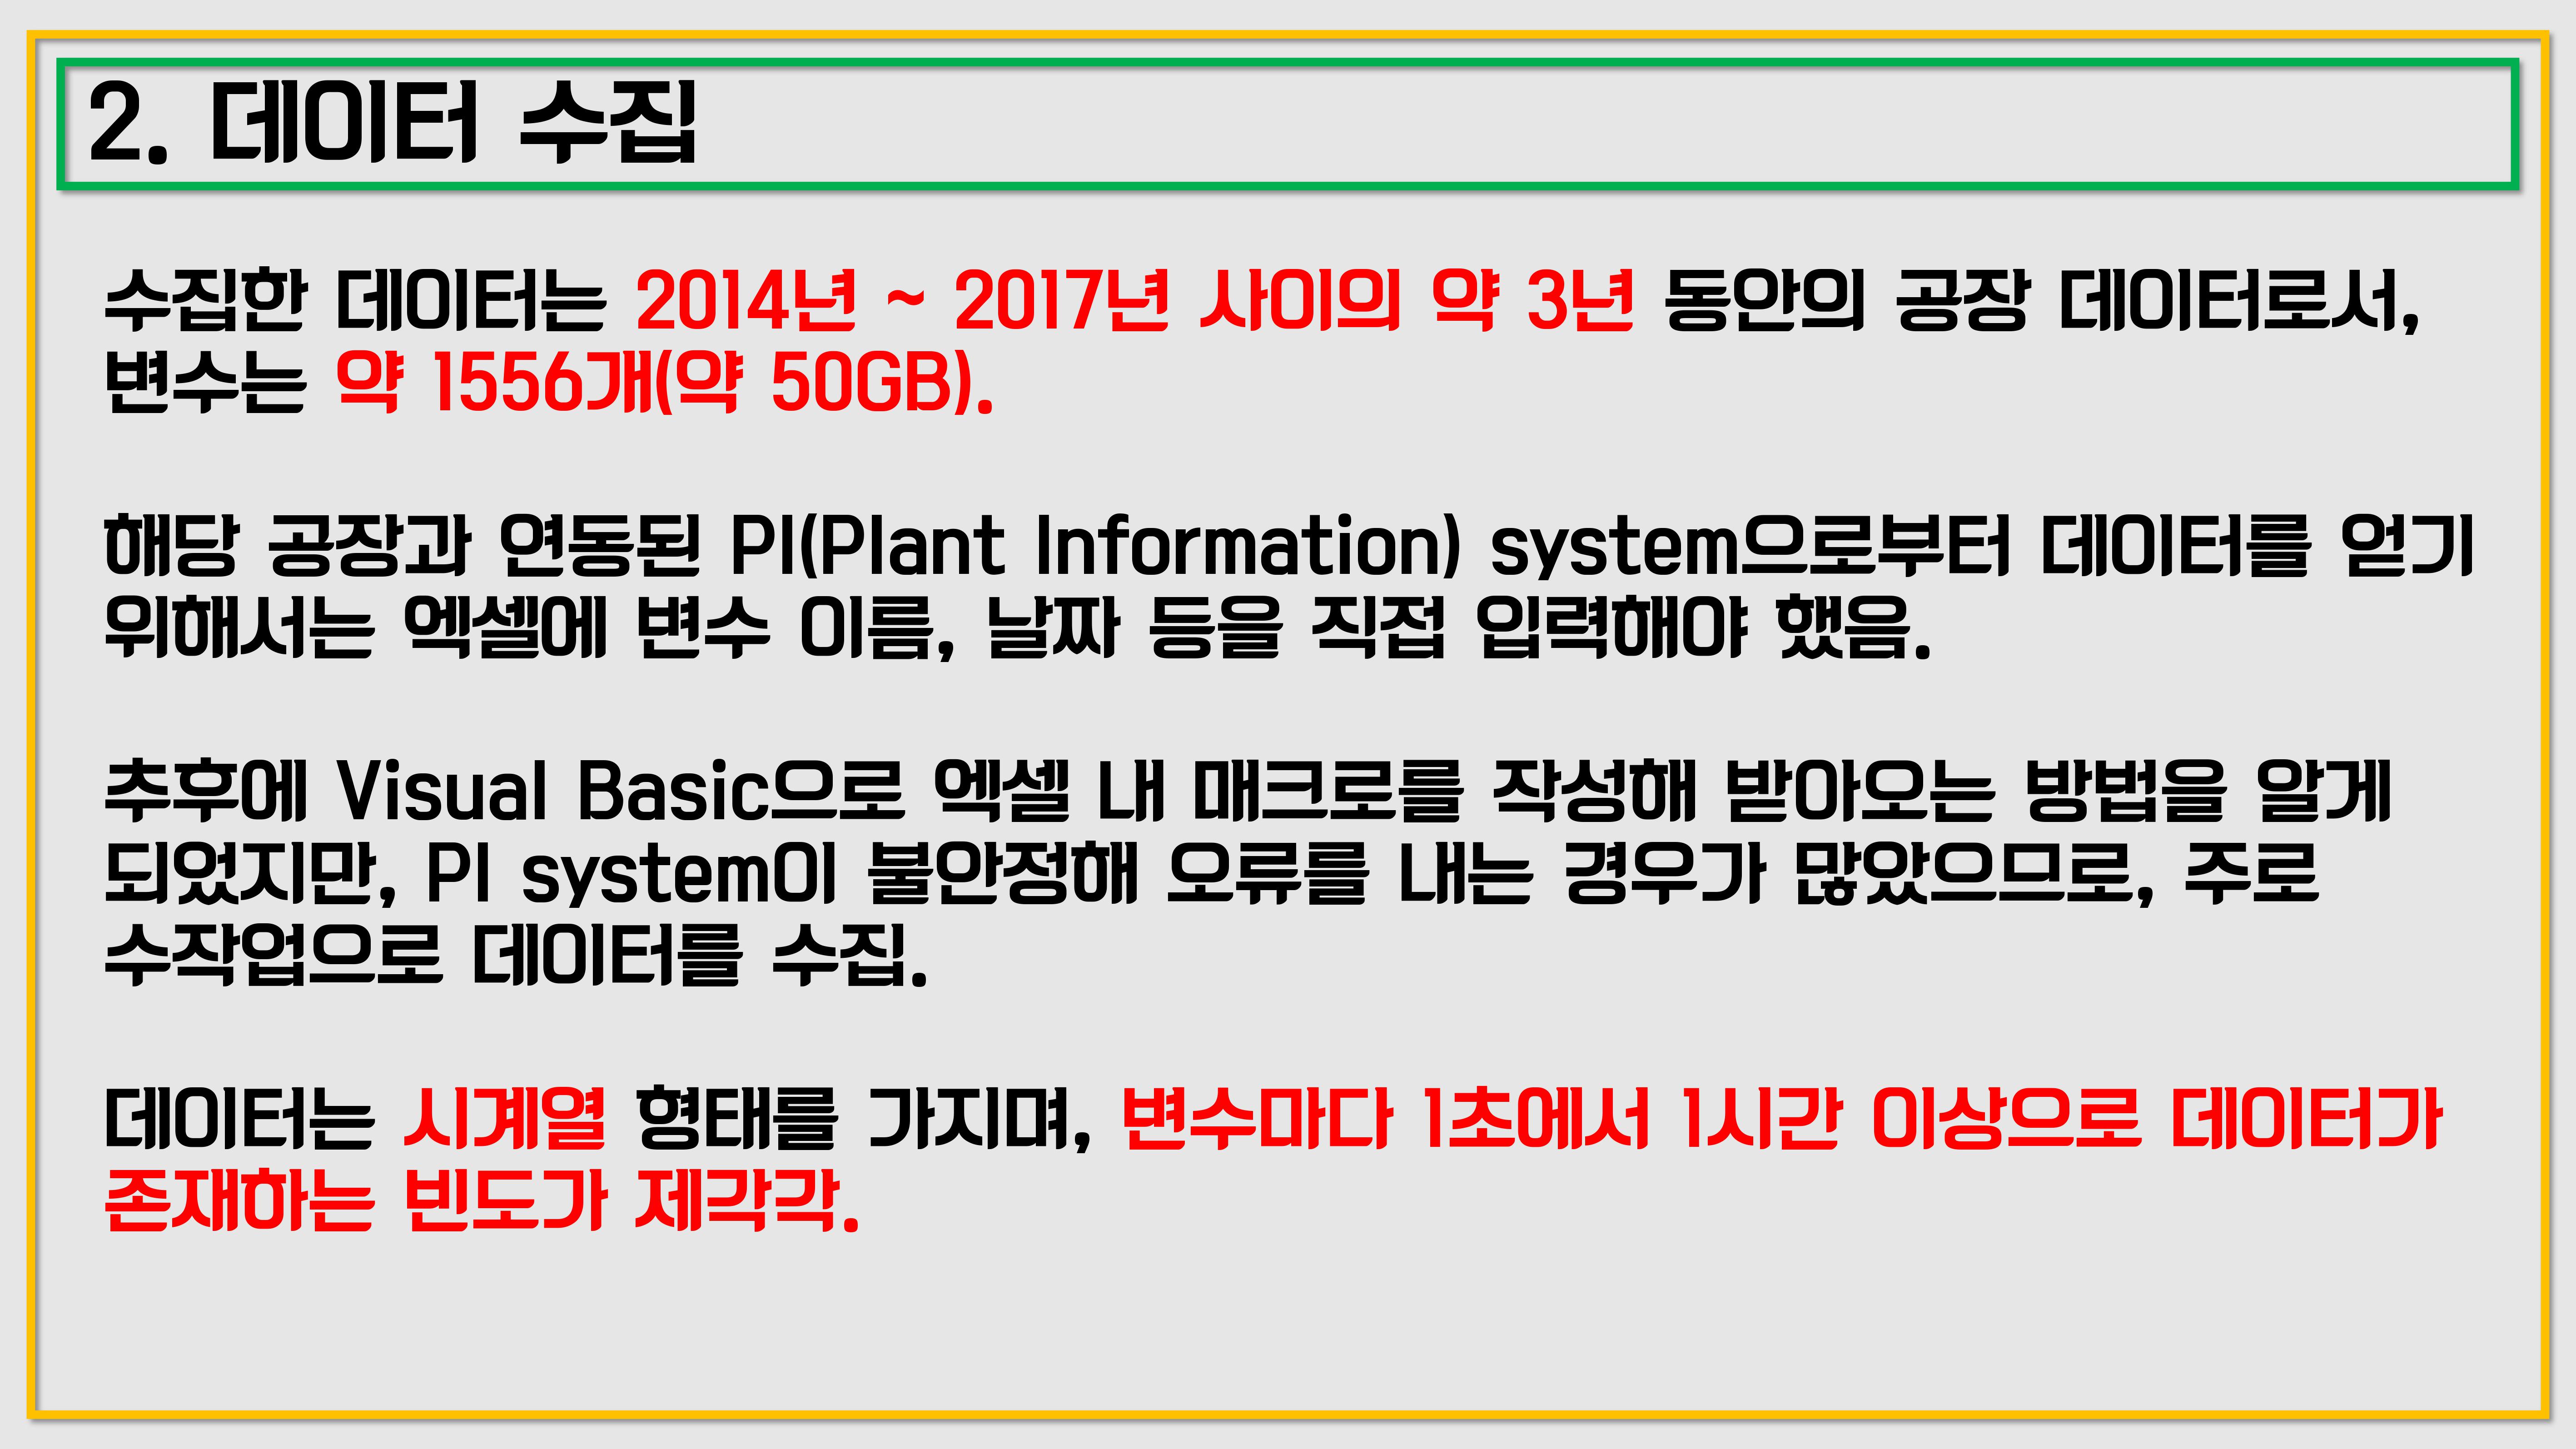 2. 데이터 수집
수집한 데이터는 2014년 ~ 2017년 사이의 약 3년 동안의 공장 데이터로서,
변수는 약 1556개(약 50GB).
해당 공장과 연동된 PI(Plant Information) system으로부터 데이터를 얻기
위해서는 엑셀에 변수 이름, 날짜 등을 직접 입력해야 했음.
추후에 Visual Basic으로 엑셀 내 매크로를 작성해 받아오는 방법을 알게
되었지만, PI system이 불안정해 오류를 내는 경우가 많았으므로, 주로
수작업으로 데이터를 수집.
데이터는 시계열 형태를 가지며, 변수마다 1초에서 1시간 이상으로 데이터가
존재하는 빈도가 제각각.